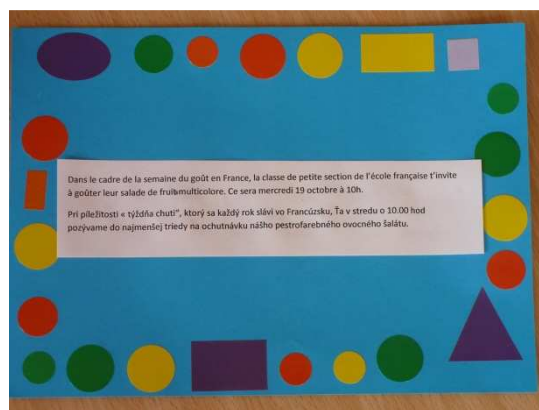 Dans le cadre de la semaine du goût en France, la classe de petite section de l'école française t'invite
à goûter leur salade de fruits multicolore. Ce sera mercredi 19 octobre à 10h.
Pri píležitosti « týždňa chuti", ktorý sa každý rok slávi vo Francúzsku, Ťa v stredu o 10.00 hod
pozývame do najmenšej triedy na ochutnávku nášho pestrofarebného ovocného šalátu.